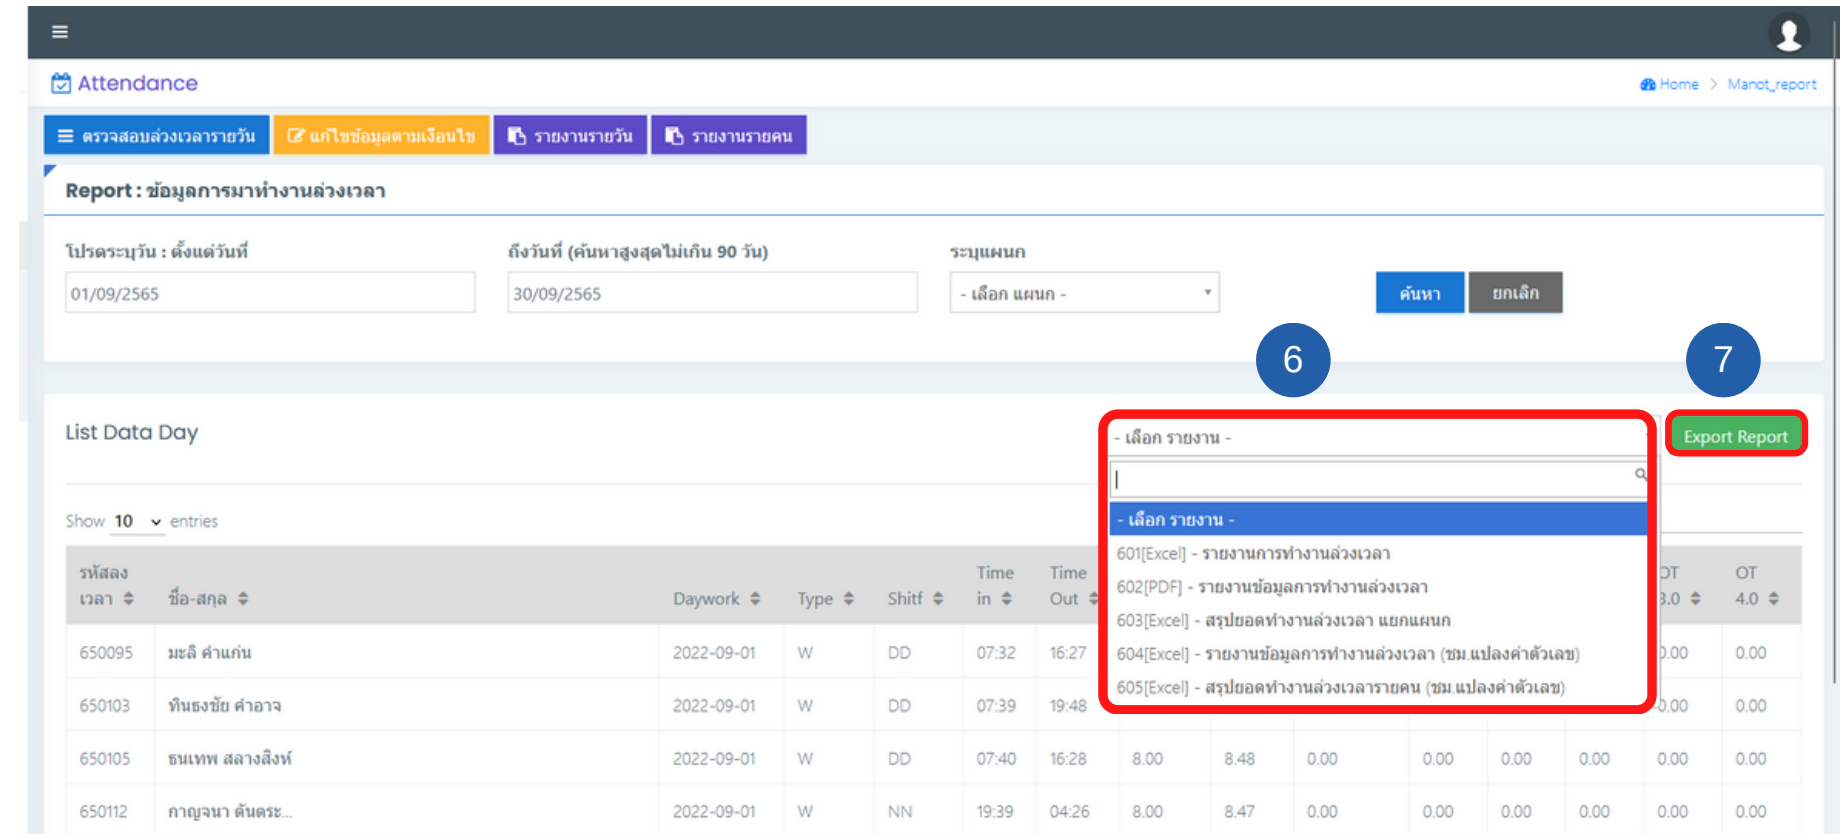 Attendance
Home > Manot_report
ตรวจสอบล่วงเวลารายวัน แก้ไขข้อมูลตามเงื่อนไข รายงานรายวัน รายงานรายคน
Report : ข้อมูลการมาทำงานล่วงเวลา
โปรดระบุวัน : ตั้งแต่วันที่ ถึงวันที่ (ค้นหาสูงสุดไม่เกิน 90 วัน) ระบุแผนก
01/09/2565 30/09/2565 - เลือก แผนก - ค้นหา ยกเลิก
6 7
List Data Day - เลือก รายงาน - Export Report
- เลือก รายงาน -
601[Excel] - รายงานการทำงานล่วงเวลา
602[PDF] - รายงานข้อมูลการทำงานล่วงเวลา
603[Excel] - สรุปยอดทำงานล่วงเวลา แยกแผนก
604[Excel] - รายงานข้อมูลการทำงานล่วงเวลา (ชม.แปลงค่าตัวเลข)
605[Excel] - สรุปยอดทำงานล่วงเวลารายคน (ชม.แปลงค่าตัวเลข)
Show 10 entries
รหัสลง Time Time OT OT
เวลา ชื่อ-สกุล Daywork Type Shitf in Out 3.0 4.0
650095 มะลิ คำแก่น 2022-09-01 W DD 07:32 16:27 0.00 0.00
650103 ทินธงชัย คำอาจ 2022-09-01 W DD 07:39 19:48 0.00 0.00
650105 ธนเทพ สลางสิงห์ 2022-09-01 W DD 07:40 16:28 8.00 8.48 0.00 0.00 0.00 0.00 0.00 0.00
650112 กาญจนา ตันตระ... 2022-09-01 W NN 19:39 04:26 8.00 8.47 0.00 0.00 0.00 0.00 0.00 0.00